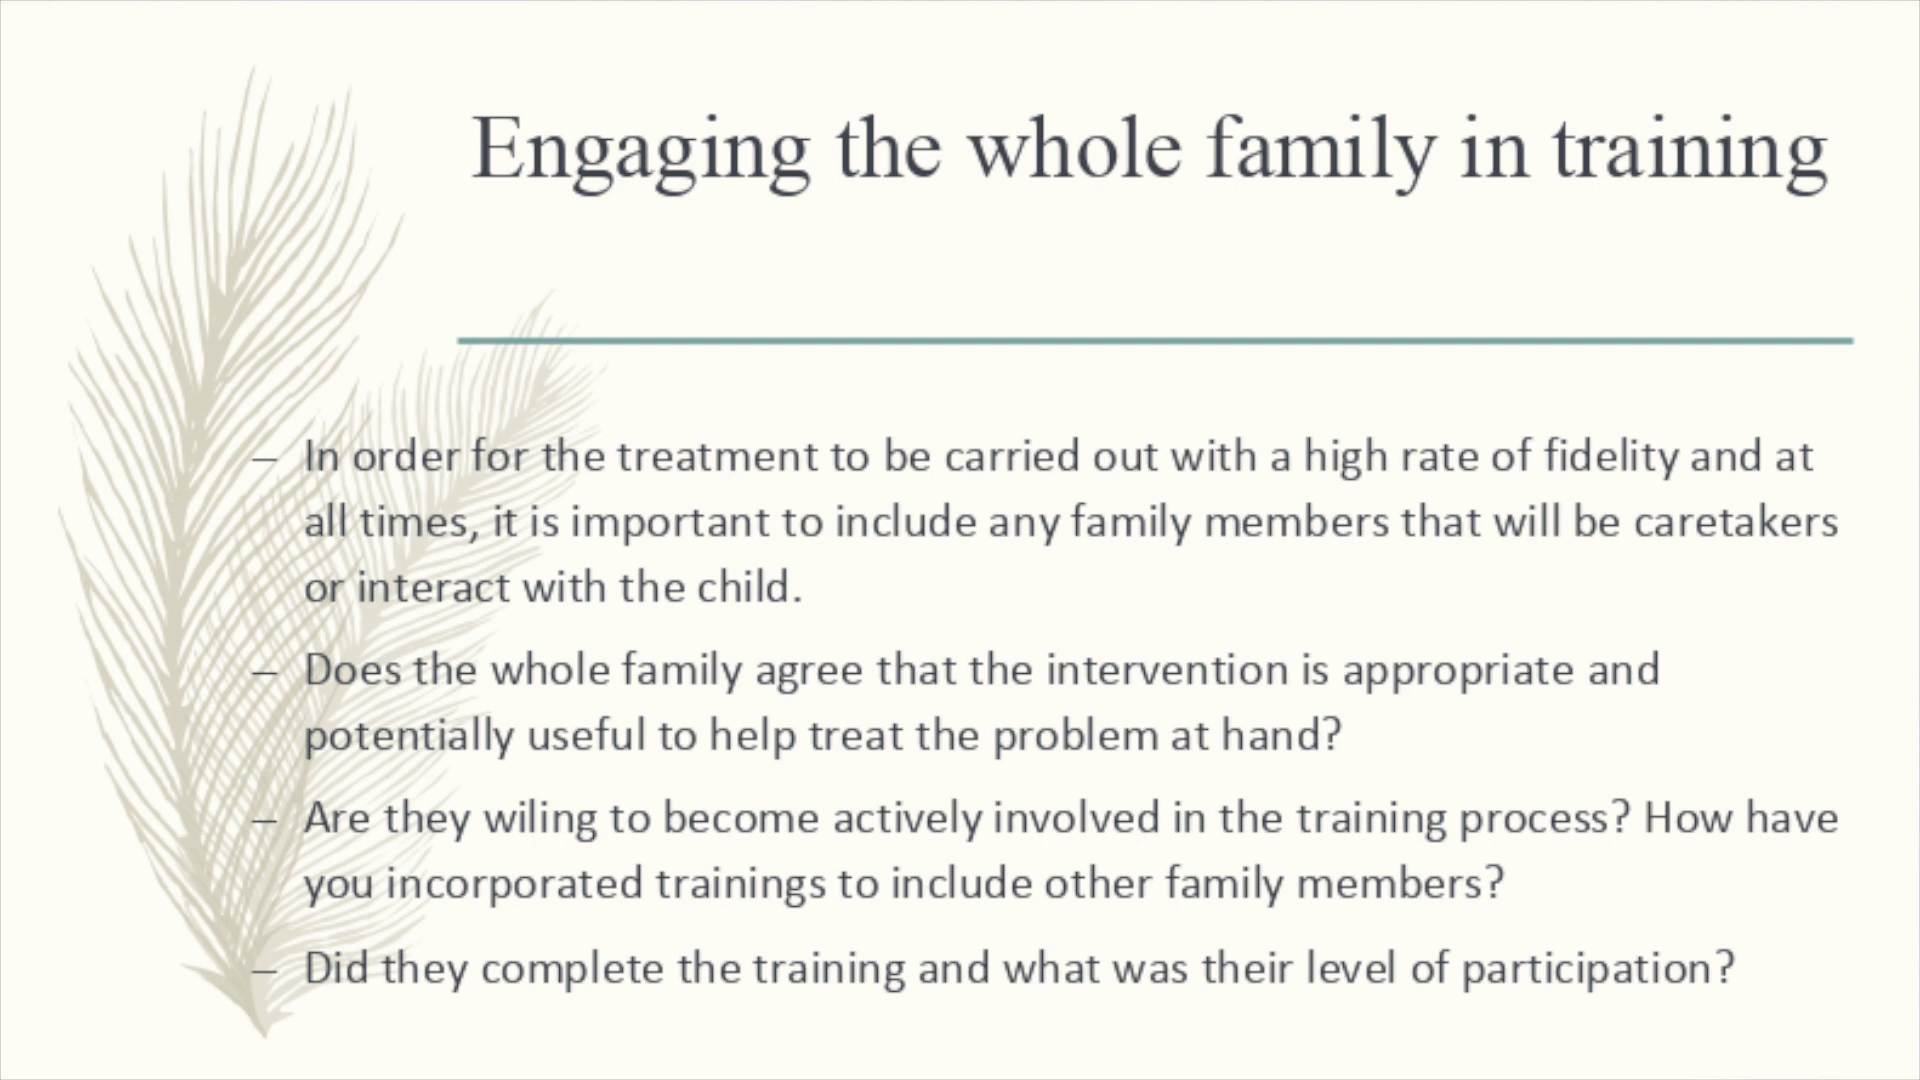 Engaging the whole family in training
– In order for the treatment to be carried out with a high rate of fidelity and at
all times, it is important to include any family members that will be caretakers
or interact with the child.
– Does the whole family agree that the intervention is appropriate and
potentially useful to help treat the problem at hand?
– Are they wiling to become actively involved in the training process? How have
you incorporated trainings to include other family members?
– Did they complete the training and what was their level of participation?